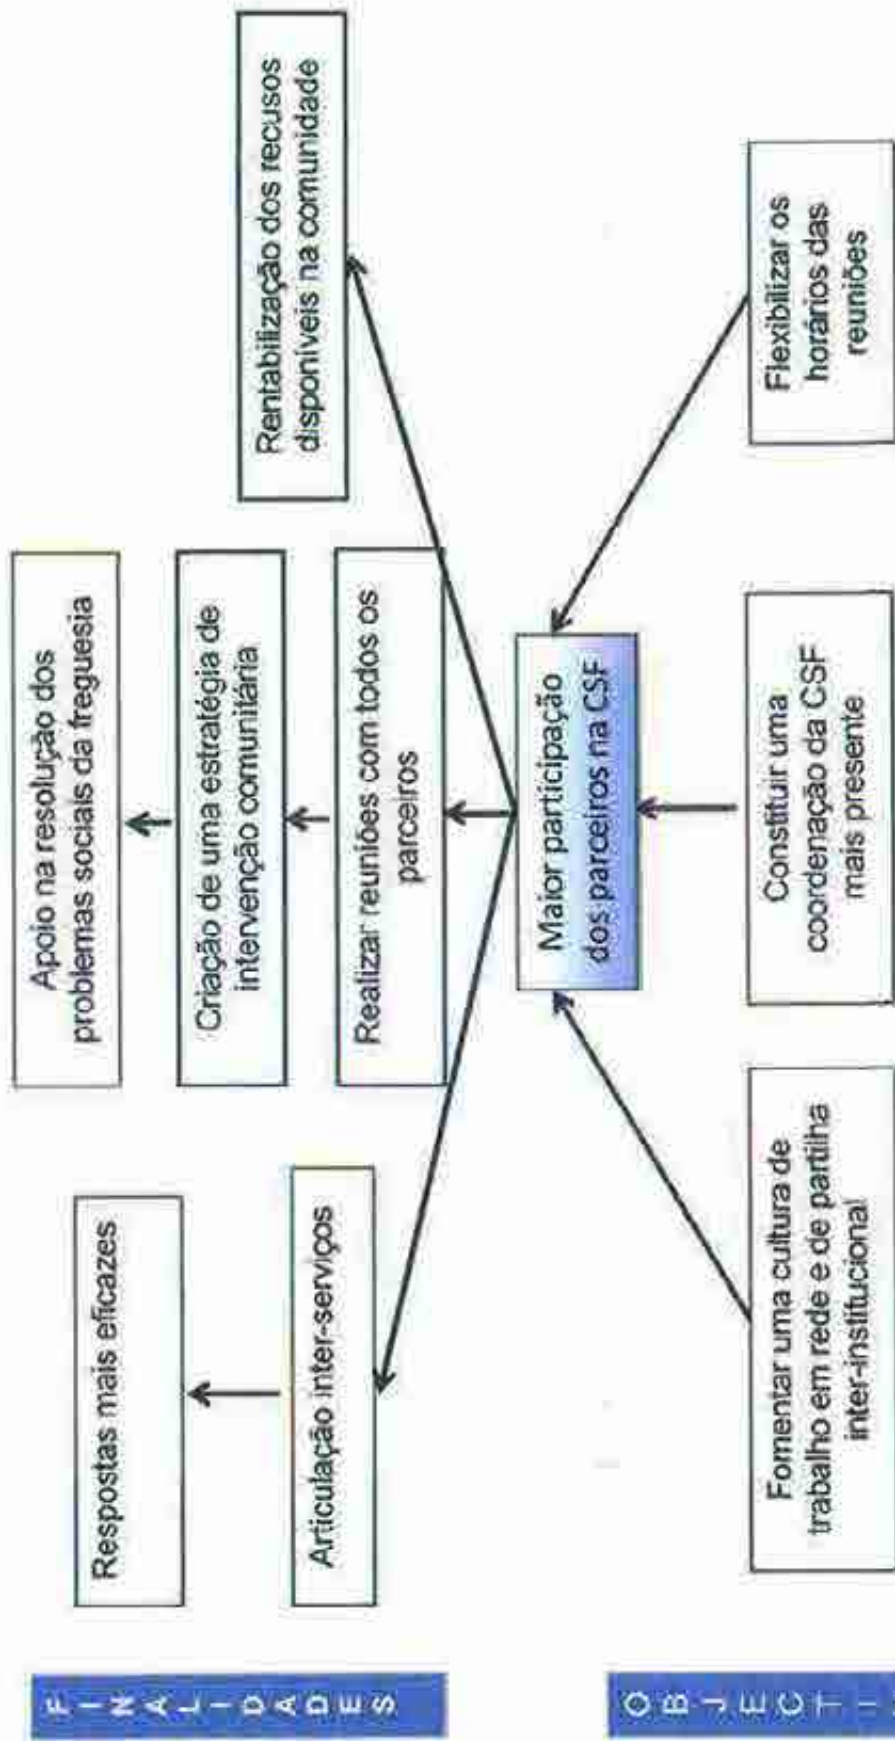 FINALIDADES
Respostas mais eficazes
Articulação inter-serviços
Apoio na resolução dos
problemas sociais da freguesia
Criação de uma estratégia de
intervenção comunitária
Realizar reuniões com todos os
parceiros
Rentabilização dos recusos
disponíveis na comunidade
Maior participação
dos parceiros na CSF
OBJECTI
Fomentar uma cultura de
trabalho em rede e de partilha
inter-institucional
Constituir uma
coordenação da CSF
mais presente
Flexibilizar os
horários das
reuniões